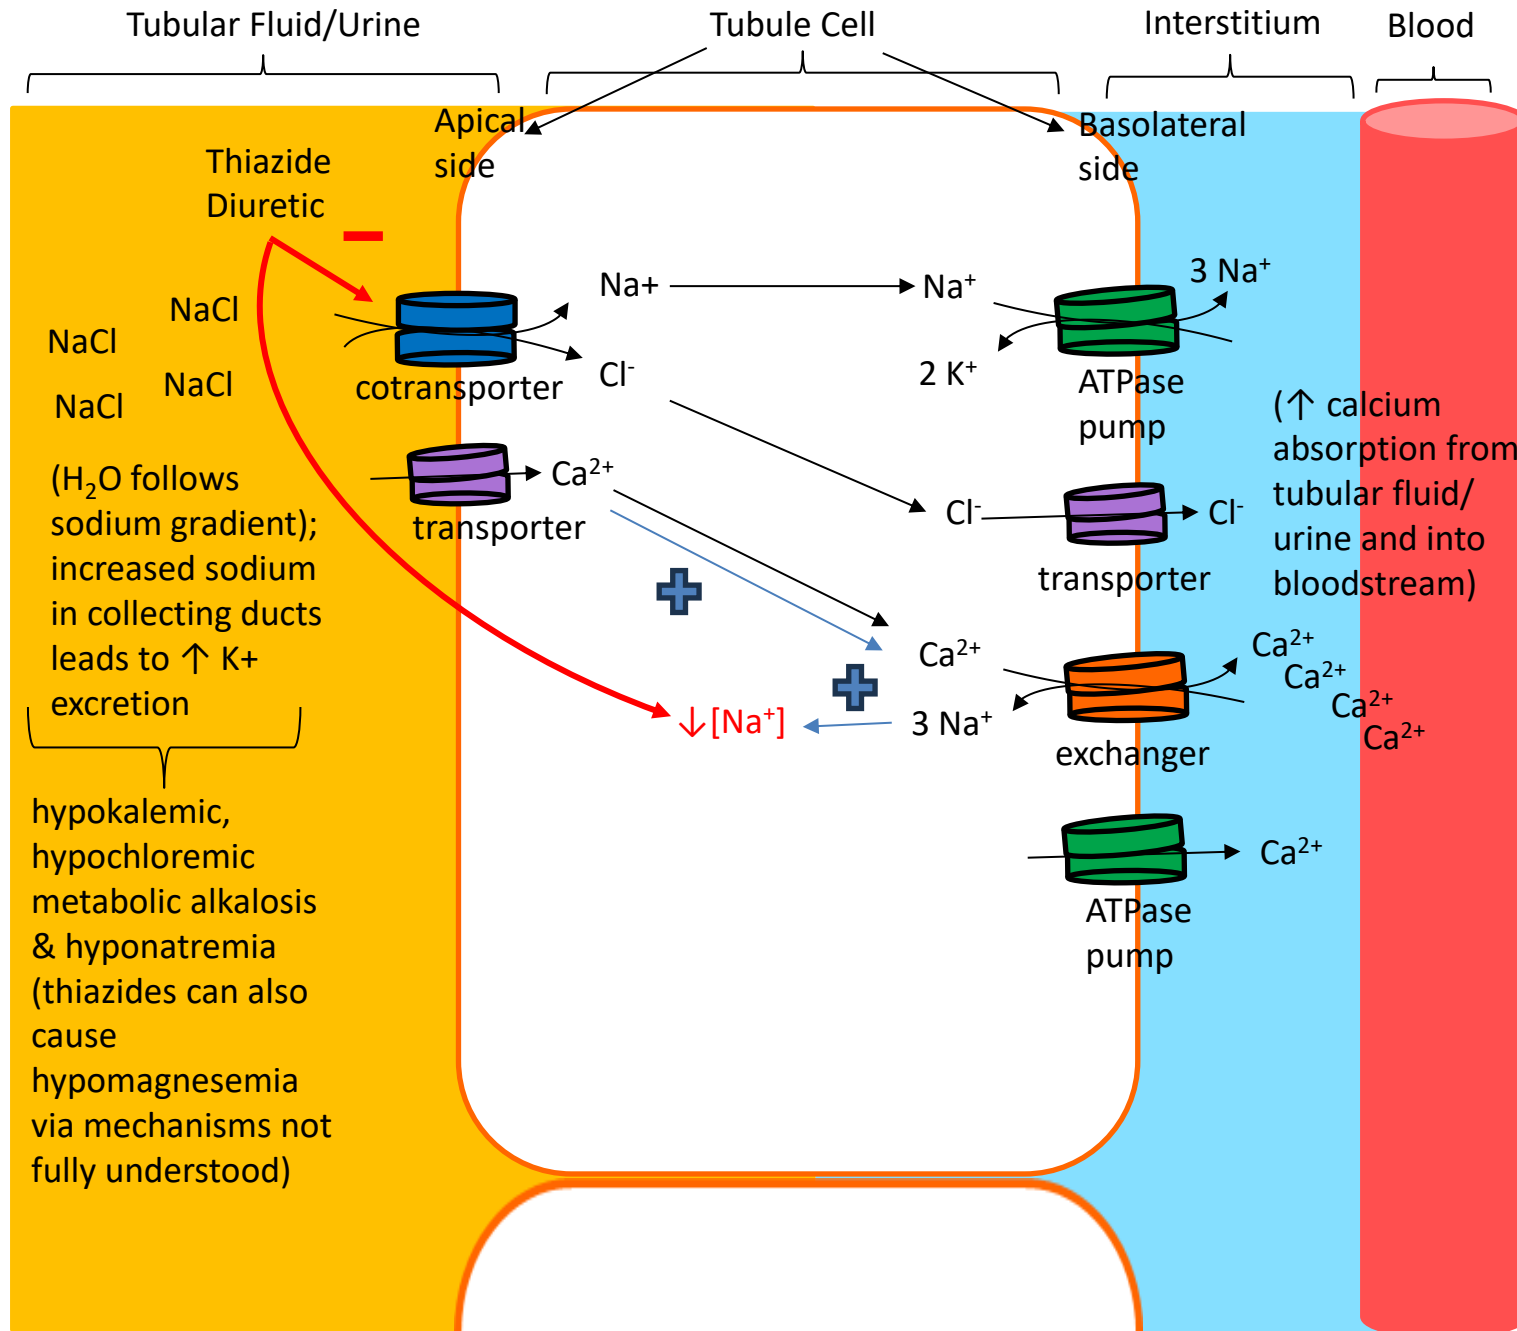 Tubular Fluid/Urine
Tubule Cell
Interstitium
Blood
Apical
side
Basolateral
side
Thiazide
Diuretic
NaCl
NaCl
NaCl
NaCl
cotransporter
Na+
Cl⁻
Na⁺
2 K⁺
3 Na⁺
ATPase
pump
transporter
Ca²⁺
Cl⁻
Cl⁻
transporter
(↑ calcium
absorption from
tubular fluid/
urine and into
bloodstream)
(H₂O follows
sodium gradient);
increased sodium
in collecting ducts
leads to ↑ K+
excretion
↓[Na⁺]
Ca²⁺
3 Na⁺
exchanger
Ca²⁺
Ca²⁺
Ca²⁺
Ca²⁺
Ca²⁺
ATPase
pump
hypokalemic,
hypochloremic
metabolic alkalosis
& hyponatremia
(thiazides can also
cause
hypomagnesemia
via mechanisms not
fully understood)